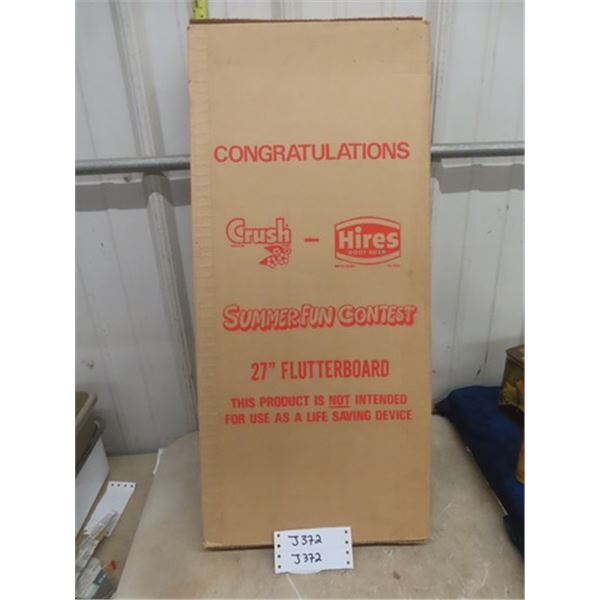 CONGRATULATIONS
Crush - Hires
ROOT BEER
SUMMER FUN CONTEST
27" FLUTTERBOARD
THIS PRODUCT IS NOT INTENDED
FOR USE AS A LIFE SAVING DEVICE
J372
J372